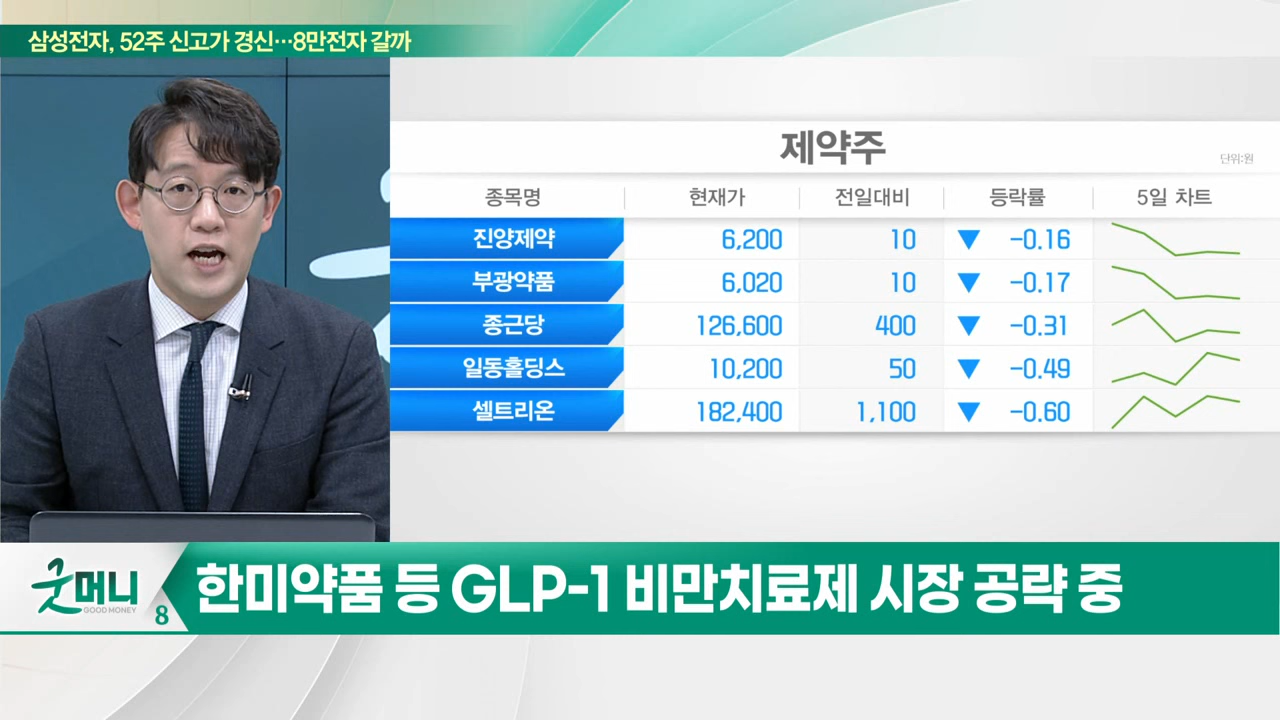 삼성전자, 52주 신고가 경신…8만전자 갈까
제약주
단위:원
종목명 현재가 전일대비 등락률 5일 차트
진양제약 6,200 10 ▼ -0.16
부광약품 6,020 10 ▼ -0.17
종근당 126,600 400 ▼ -0.31
일동홀딩스 10,200 50 ▼ -0.49
셀트리온 182,400 1,100 ▼ -0.60
굿머니
GOOD MONEY
8
한미약품 등 GLP-1 비만치료제 시장 공략 중